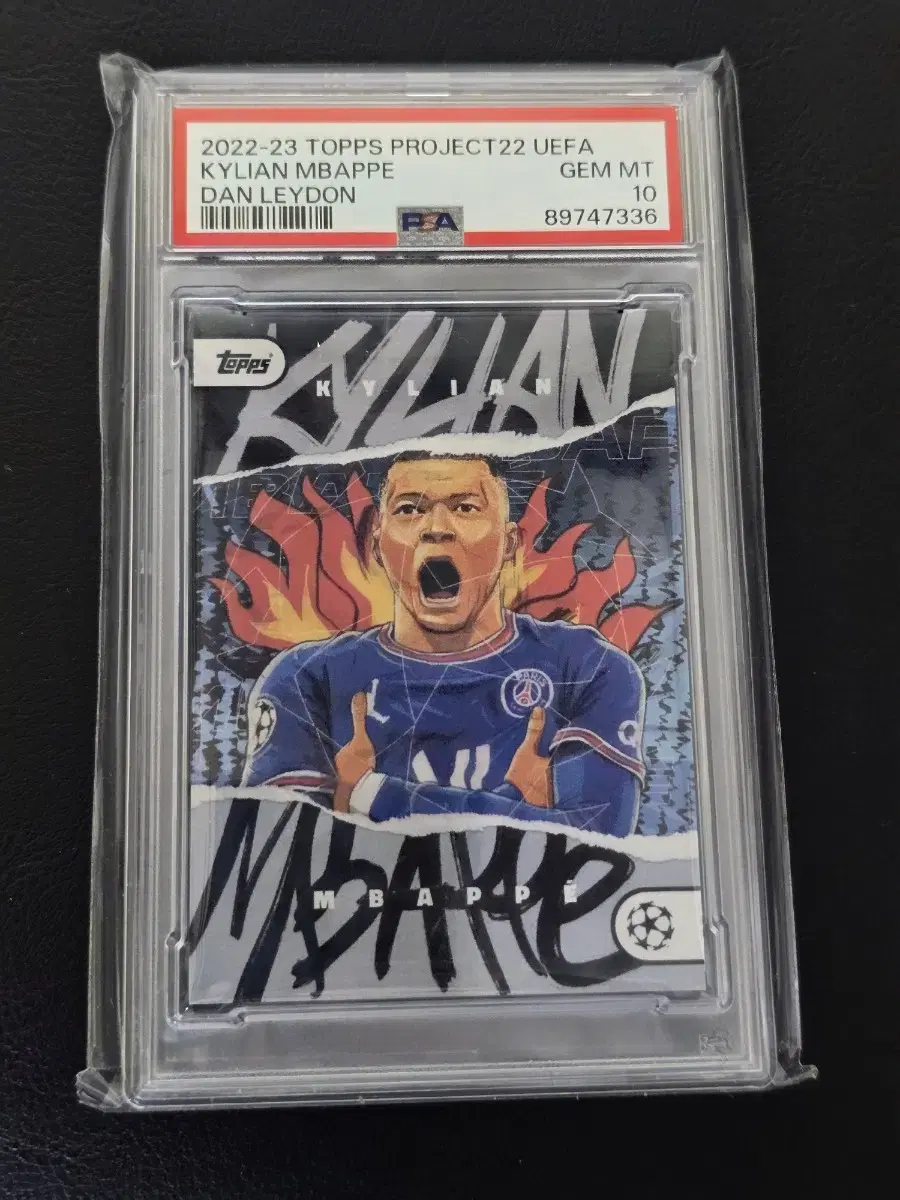 2022-23 TOPPS PROJECT22 UEFA
KYLIAN MBAPPE GEM MT
DAN LEYDON 10
PSA 89747336
topps
KYLIAN
KYLIAN
PARIS
MBAPPE
MBAPPÉ